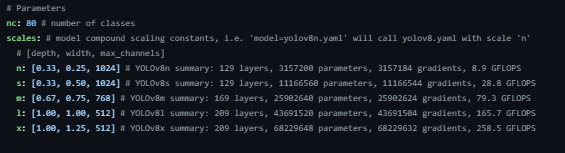 # Parameters
nc: 80 # number of classes
scales: # model compound scaling constants, i.e. 'model=yolov8n.yaml' will call yolov8.yaml with scale 'n'
# [depth, width, max_channels]
n: [0.33, 0.25, 1024] # YOLOv8n summary: 129 layers, 3157200 parameters, 3157184 gradients, 8.9 GFLOPS
s: [0.33, 0.50, 1024] # YOLOv8s summary: 129 layers, 11166560 parameters, 11166544 gradients, 28.8 GFLOPS
m: [0.67, 0.75, 768] # YOLOv8m summary: 169 layers, 25902640 parameters, 25902624 gradients, 79.3 GFLOPS
l: [1.00, 1.00, 512] # YOLOv8l summary: 209 layers, 43691520 parameters, 43691504 gradients, 165.7 GFLOPS
x: [1.00, 1.25, 512] # YOLOv8x summary: 209 layers, 68229648 parameters, 68229632 gradients, 258.5 GFLOPS